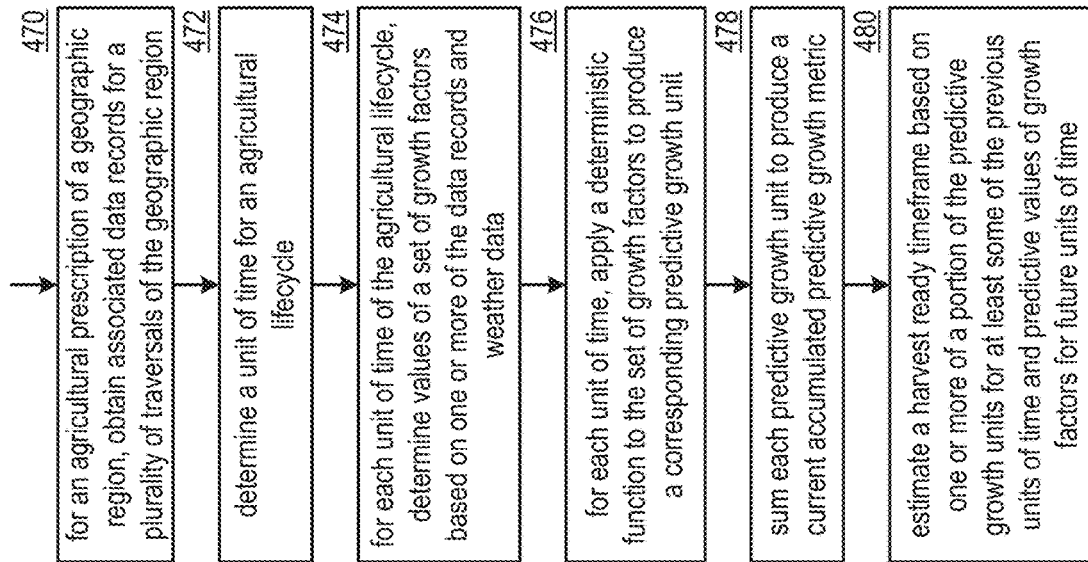 470
for an agricultural prescription of a geographic
region, obtain associated data records for a
plurality of traversals of the geographic region
472
determine a unit of time for an agricultural
lifecycle
474
for each unit of time of the agricultural lifecycle,
determine values of a set of growth factors
based on one or more of the data records and
weather data
476
for each unit of time, apply a deterministic
function to the set of growth factors to produce
a corresponding predictive growth unit
478
sum each predictive growth unit to produce a
current accumulated predictive growth metric
480
estimate a harvest ready timeframe based on
one or more of a portion of the predictive
growth units for at least some of the previous
units of time and predictive values of growth
factors for future units of time